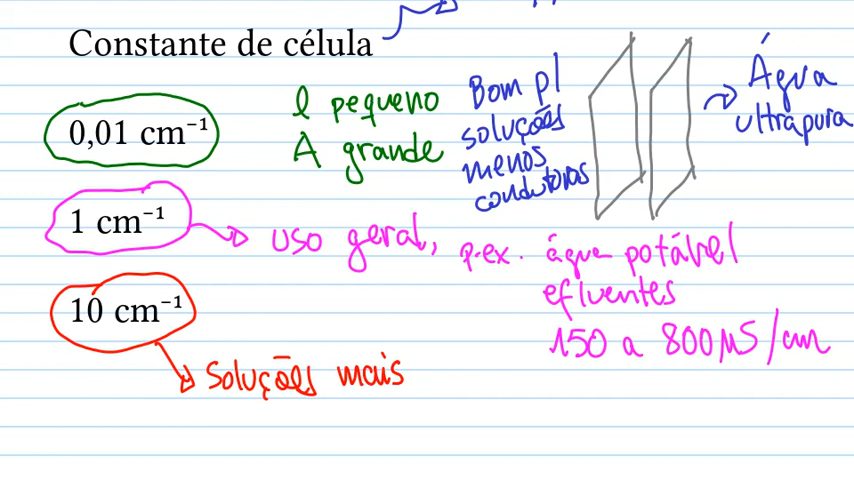 Constante de célula
0,01 cm⁻¹
l pequeno
A grande
Bom p/
soluções
menos
condutoras
Água
ultrapura
1 cm⁻¹
uso geral, p.ex. água potável
efluentes
150 a 800 μS/cm
10 cm⁻¹
soluções mais